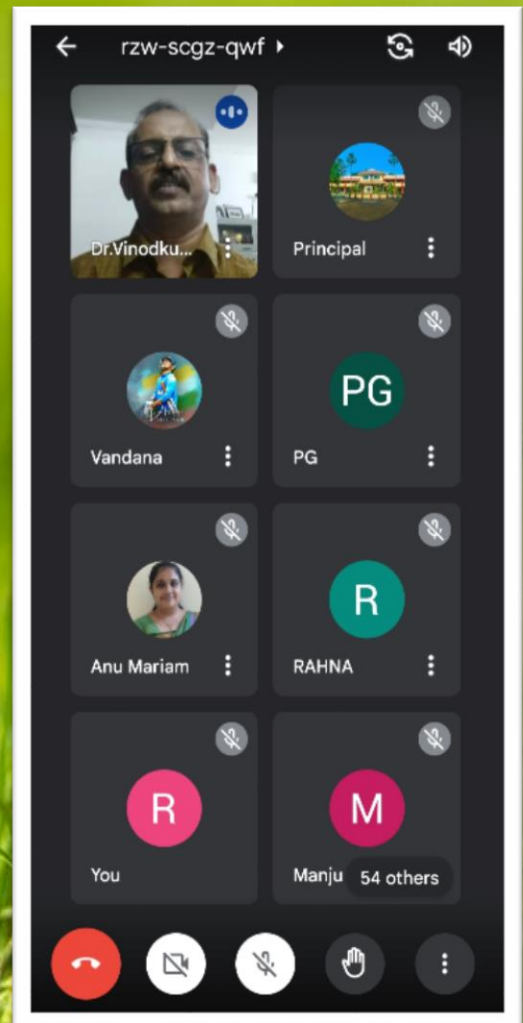 rzw-scgz-qwf
Dr.Vinodku...
Principal
Vandana
PG
PG
Anu Mariam
R
RAHNA
R
You
M
Manju
54 others